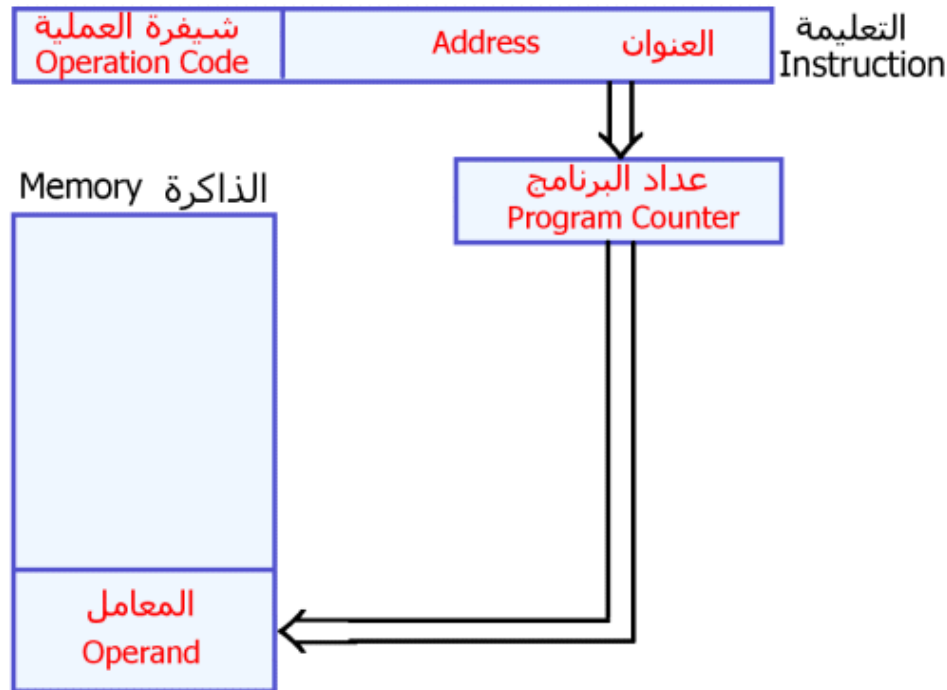 شيفرة العملية
Operation Code
Address العنوان
التعليمة
Instruction
عداد البرنامج
Program Counter
Memory الذاكرة
المعامل
Operand